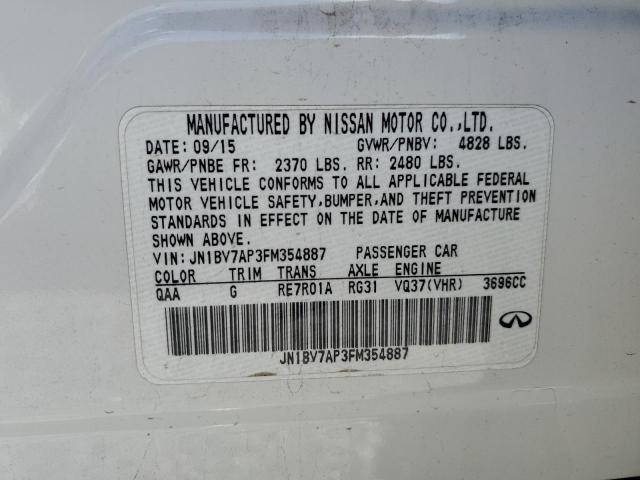 MANUFACTURED BY NISSAN MOTOR CO.,LTD.
DATE: 09/15 GVWR/PNBV: 4828 LBS.
GAWR/PNBE FR: 2370 LBS. RR: 2480 LBS.
THIS VEHICLE CONFORMS TO ALL APPLICABLE FEDERAL
MOTOR VEHICLE SAFETY,BUMPER,AND THEFT PREVENTION
STANDARDS IN EFFECT ON THE DATE OF MANUFACTURE
SHOWN ABOVE.
VIN: JN1BV7AP3FM354887 PASSENGER CAR
COLOR TRIM TRANS AXLE ENGINE
QAA G RE7R01A RG31 VQ37(VHR) 3696CC
JN1BV7AP3FM354887